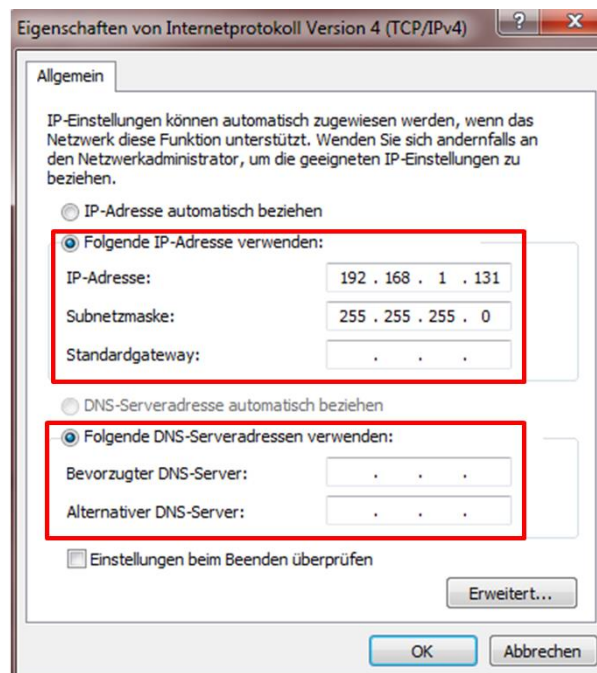 Eigenschaften von Internetprotokoll Version 4 (TCP/IPv4)
Allgemein
IP-Einstellungen können automatisch zugewiesen werden, wenn das
Netzwerk diese Funktion unterstützt. Wenden Sie sich andernfalls an
den Netzwerkadministrator, um die geeigneten IP-Einstellungen zu
beziehen.
IP-Adresse automatisch beziehen
Folgende IP-Adresse verwenden:
IP-Adresse: 192 . 168 . 1 . 131
Subnetzmaske: 255 . 255 . 255 . 0
Standardgateway: . . .
DNS-Serveradresse automatisch beziehen
Folgende DNS-Serveradressen verwenden:
Bevorzugter DNS-Server: . . .
Alternativer DNS-Server: . . .
Einstellungen beim Beenden überprüfen
Erweitert...
OK Abbrechen